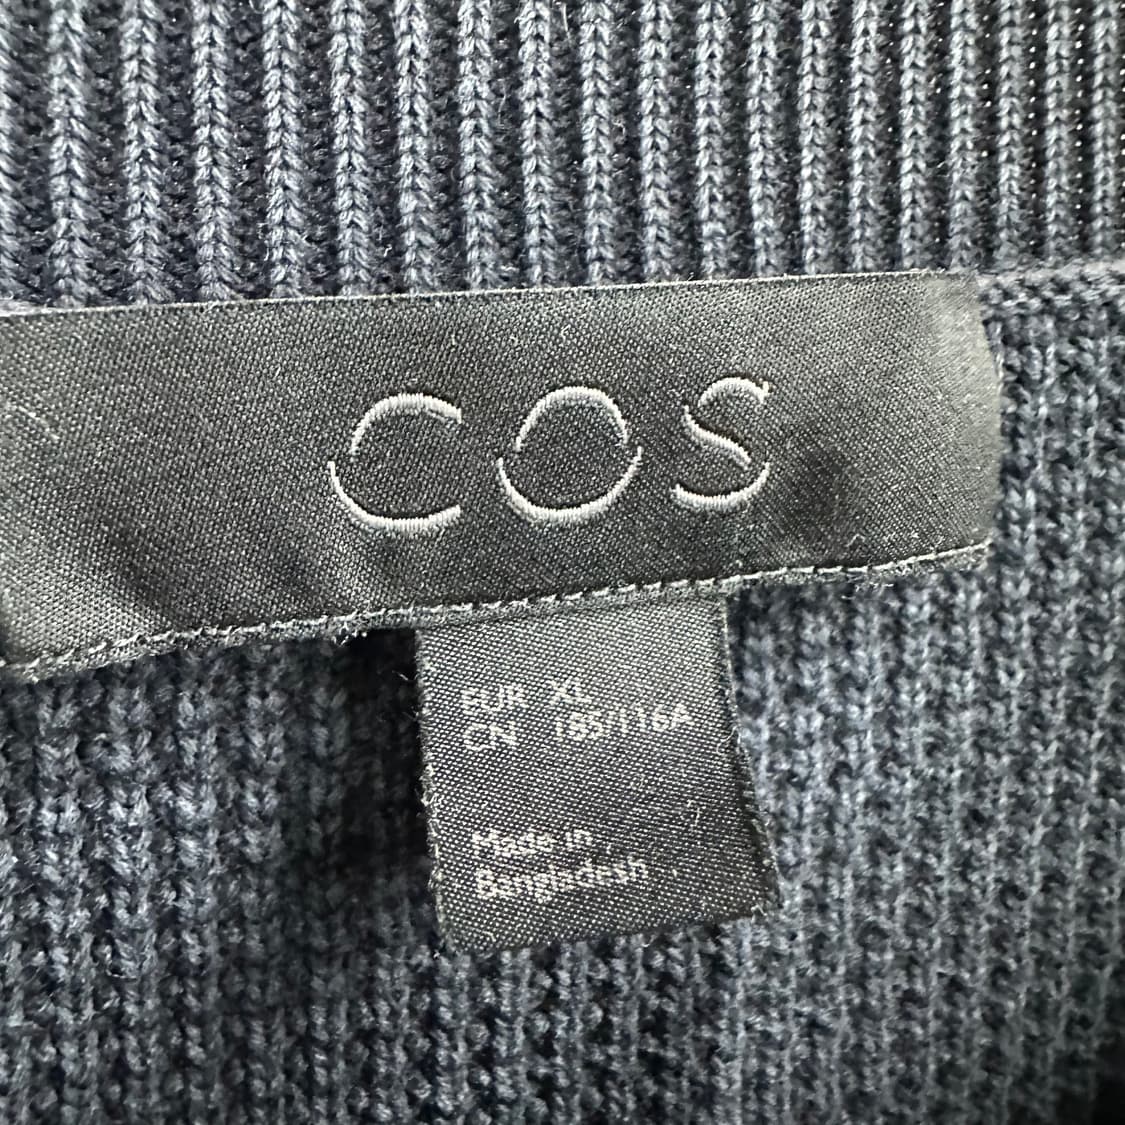 COS
EUR XL
CN 185/116A
Made in
Bangladesh